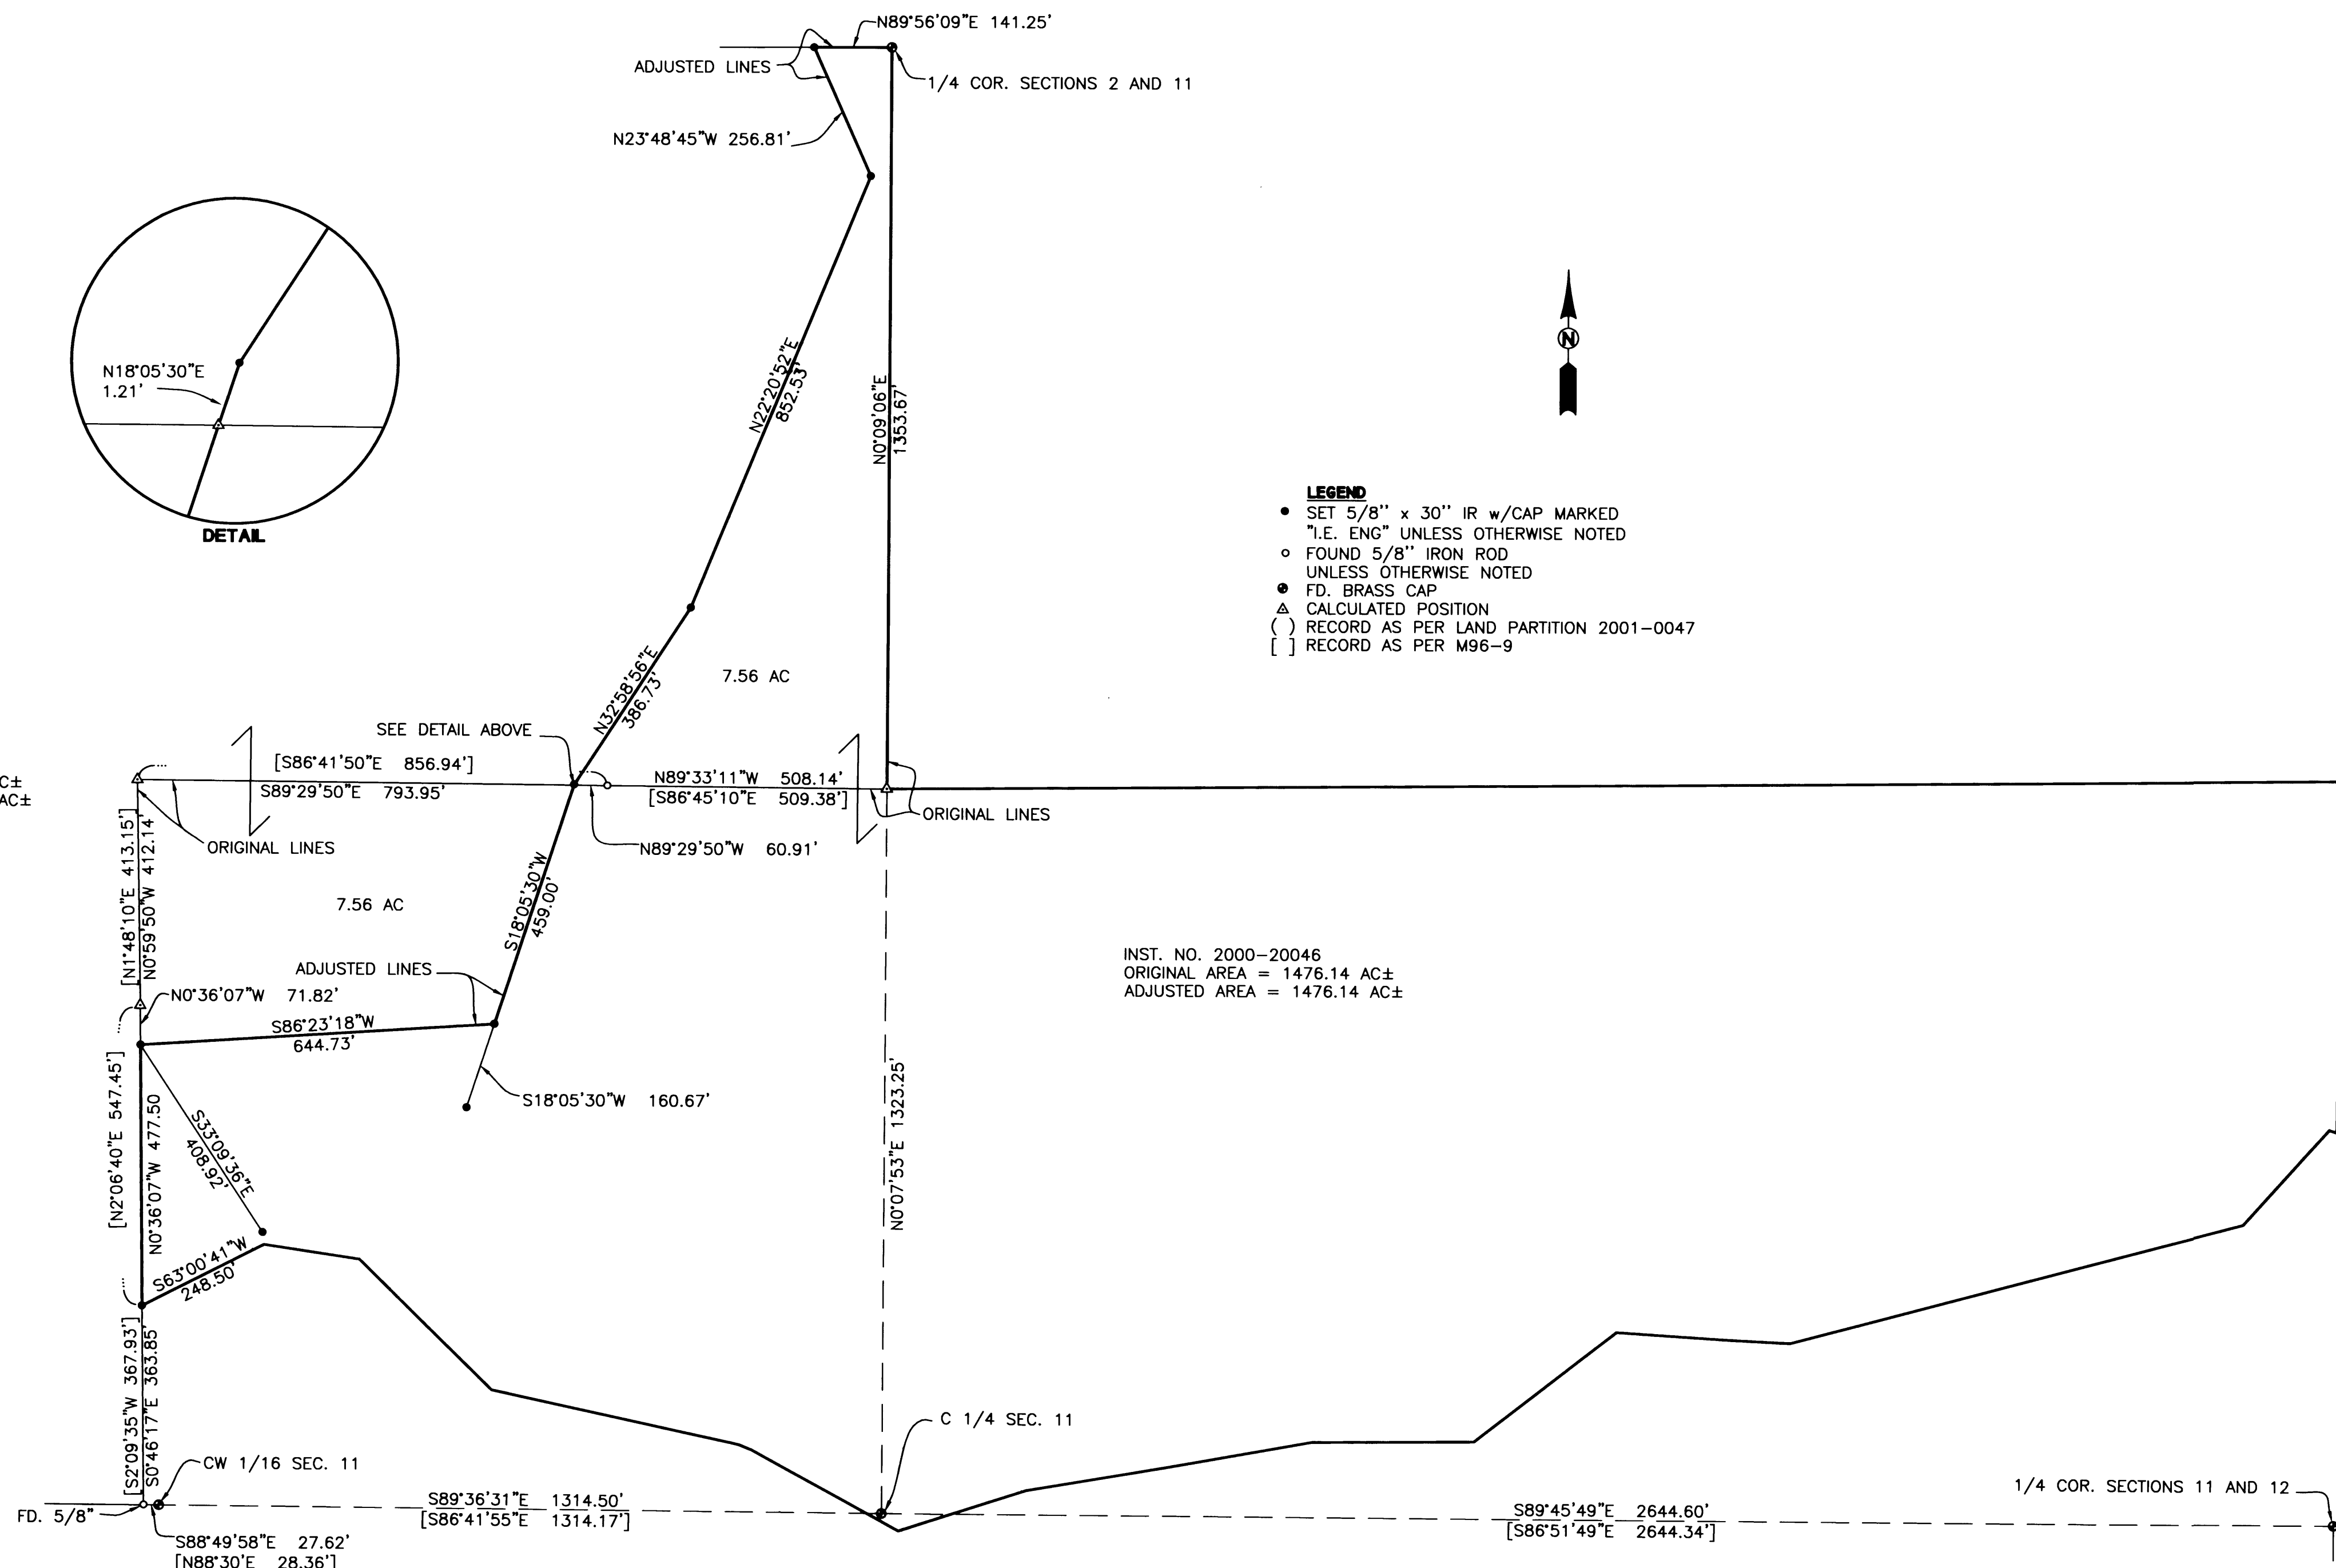 N89°56'09"E 141.25'
ADJUSTED LINES
1/4 COR. SECTIONS 2 AND 11
N23°48'45"W 256.81'
N18°05'30"E
1.21'
DETAIL
N22°20'52"E
852.53'
N0°09'06"E
1353.67'
LEGEND
SET 5/8'' x 30'' IR w/CAP MARKED
"I.E. ENG" UNLESS OTHERWISE NOTED
FOUND 5/8'' IRON ROD
UNLESS OTHERWISE NOTED
FD. BRASS CAP
CALCULATED POSITION
( ) RECORD AS PER LAND PARTITION 2001-0047
[ ] RECORD AS PER M96-9
N32°58'56"E
386.73'
7.56 AC
SEE DETAIL ABOVE
[S86°41'50"E 856.94']
S89°29'50"E 793.95'
N89°33'11"W 508.14'
[S86°45'10"E 509.38']
C±
AC±
ORIGINAL LINES
ORIGINAL LINES
N89°29'50"W 60.91'
[N1°48'10"E 413.15']
N0°59'50"W 412.14'
7.56 AC
S18°05'30"W
459.00'
ADJUSTED LINES
N0°36'07"W 71.82'
S86°23'18"W
644.73'
INST. NO. 2000-20046
ORIGINAL AREA = 1476.14 AC±
ADJUSTED AREA = 1476.14 AC±
S18°05'30"W 160.67'
[N2°06'40"E 547.45']
N0°36'07"W 477.50
S33°09'36"E
408.92'
N0°07'53"E 1323.25'
S63°00'41"W
248.50'
[S2°09'35"W 367.93']
S0°46'17"E 363.85'
C 1/4 SEC. 11
CW 1/16 SEC. 11
FD. 5/8"
S89°36'31"E 1314.50'
[S86°41'55"E 1314.17']
S89°45'49"E 2644.60'
[S86°51'49"E 2644.34']
1/4 COR. SECTIONS 11 AND 12
S88°49'58"E 27.62'
[N88°30'E 28.36']